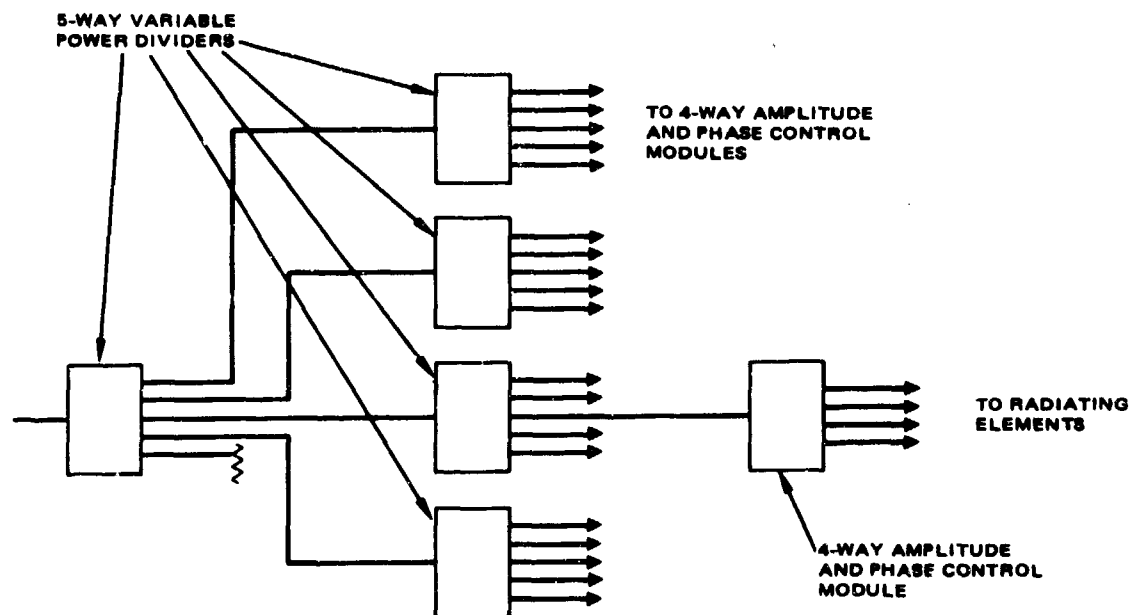 5-WAY VARIABLE
POWER DIVIDERS
TO 4-WAY AMPLITUDE
AND PHASE CONTROL
MODULES
TO RADIATING
ELEMENTS
4-WAY AMPLITUDE
AND PHASE CONTROL
MODULE